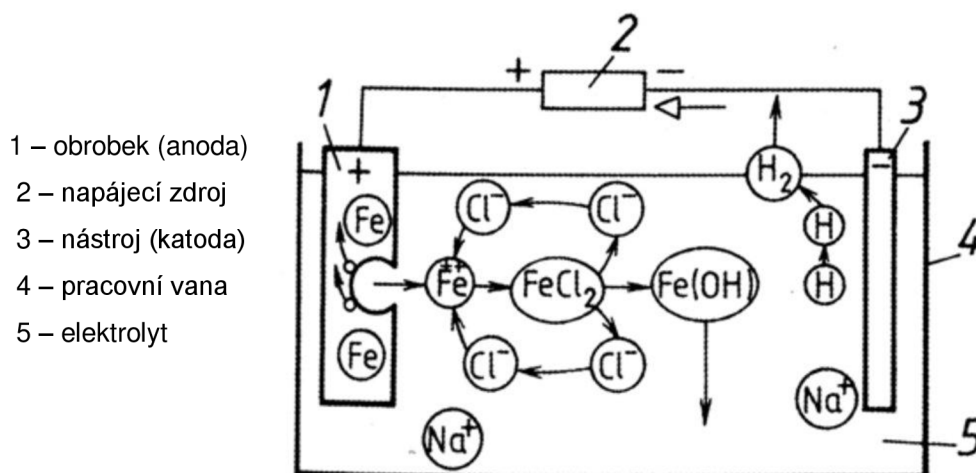 1 – obrobek (anoda)
2 – napájecí zdroj
3 – nástroj (katoda)
4 – pracovní vana
5 – elektrolyt
2
+ −
1
3
+
−
H₂
Fe
Cl⁻ Cl⁻
H
4
Fe⁺⁺ FeCl₂ Fe(OH)
H
Fe
Cl⁻ Cl⁻
Na⁺
Na⁺
5